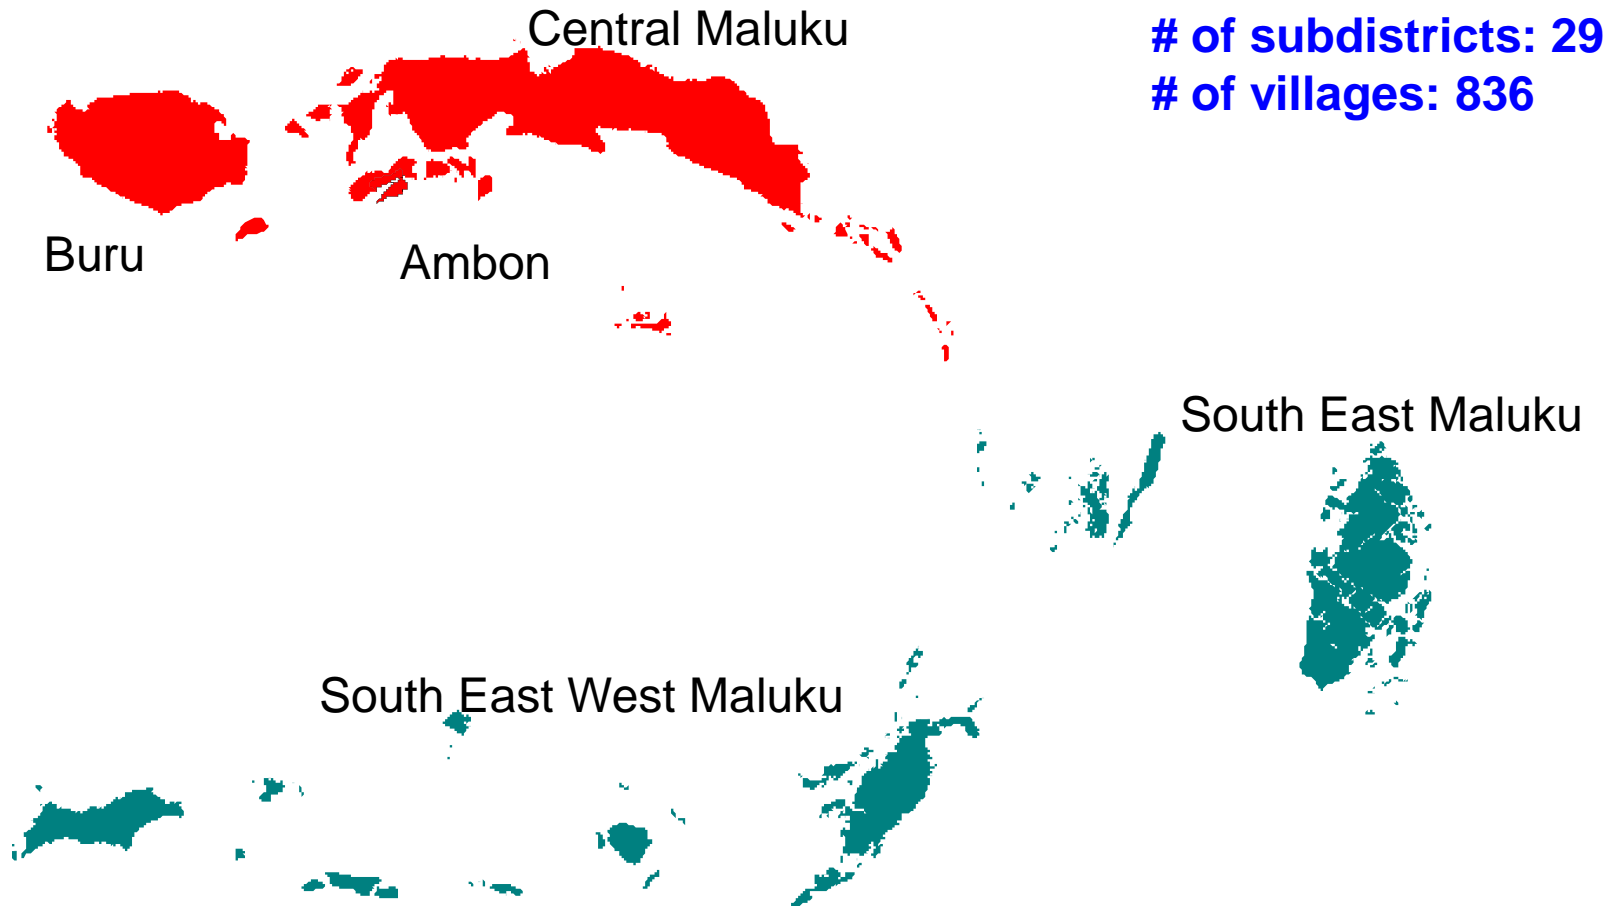 Central Maluku
# of subdistricts: 29
# of villages: 836
Buru
Ambon
South East Maluku
South East West Maluku